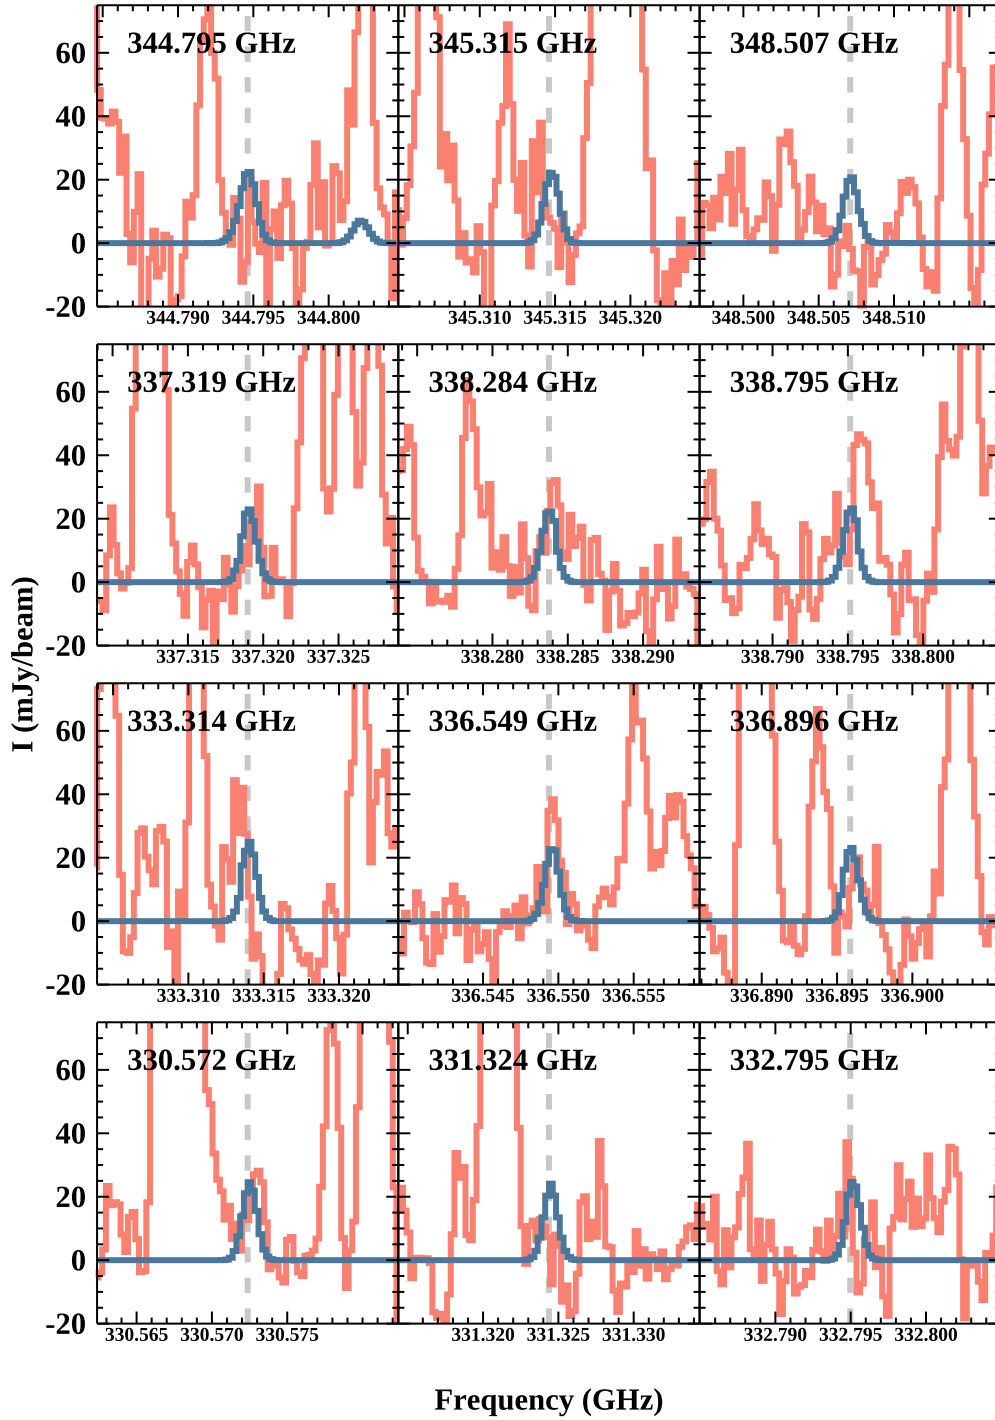 344.795 GHz 345.315 GHz 348.507 GHz
60
40
20
0
-20
344.790 344.795 344.800 345.310 345.315 345.320 348.500 348.505 348.510
337.319 GHz 338.284 GHz 338.795 GHz
60
40
20
0
-20
337.315 337.320 337.325 338.280 338.285 338.290 338.790 338.795 338.800
I (mJy/beam)
333.314 GHz 336.549 GHz 336.896 GHz
60
40
20
0
-20
333.310 333.315 333.320 336.545 336.550 336.555 336.890 336.895 336.900
330.572 GHz 331.324 GHz 332.795 GHz
60
40
20
0
-20
330.565 330.570 330.575 331.320 331.325 331.330 332.790 332.795 332.800
Frequency (GHz)